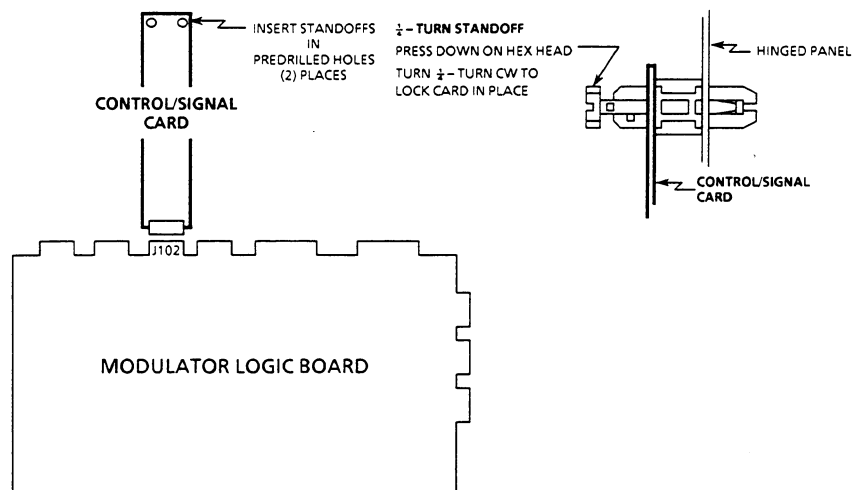 INSERT STANDOFFS
IN
PREDRILLED HOLES
(2) PLACES
CONTROL/SIGNAL
CARD
¼ – TURN STANDOFF
PRESS DOWN ON HEX HEAD
TURN ¼ – TURN CW TO
LOCK CARD IN PLACE
HINGED PANEL
CONTROL/SIGNAL
CARD
J102
MODULATOR LOGIC BOARD